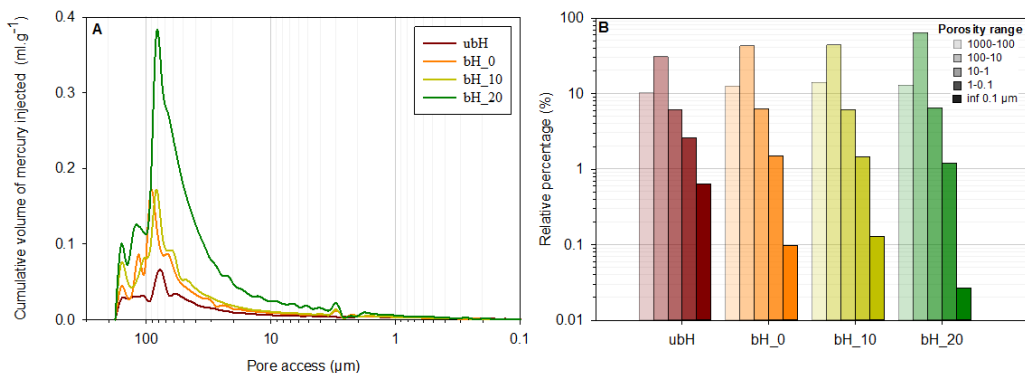 A
Cumulative volume of mercury injected (ml.g⁻¹)
0.4
0.3
0.2
0.1
0.0
100
10
1
0.1
Pore access (µm)
ubH
bH_0
bH_10
bH_20
B
Relative percentage (%)
100
10
1
0.1
0.01
ubH
bH_0
bH_10
bH_20
Porosity range
1000-100
100-10
10-1
1-0.1
inf 0.1 µm